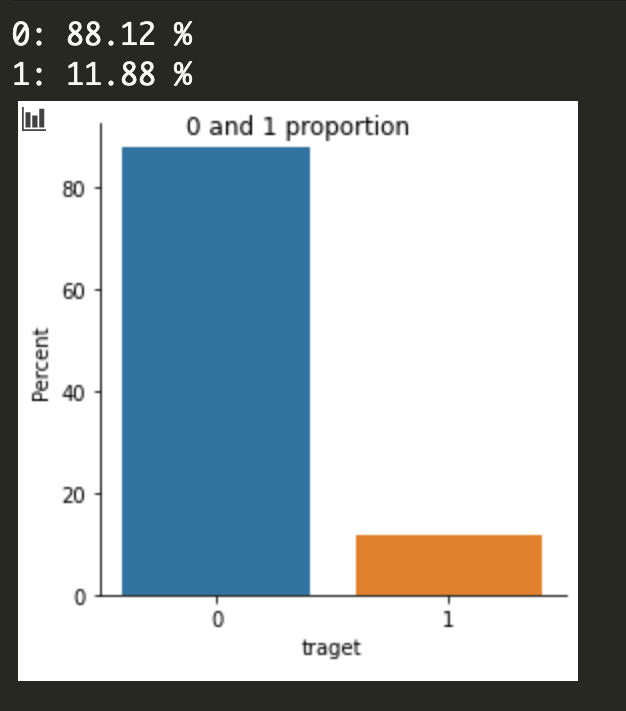 0: 88.12 %
1: 11.88 %
0 and 1 proportion
80
60
40
20
0
Percent
0 1
traget